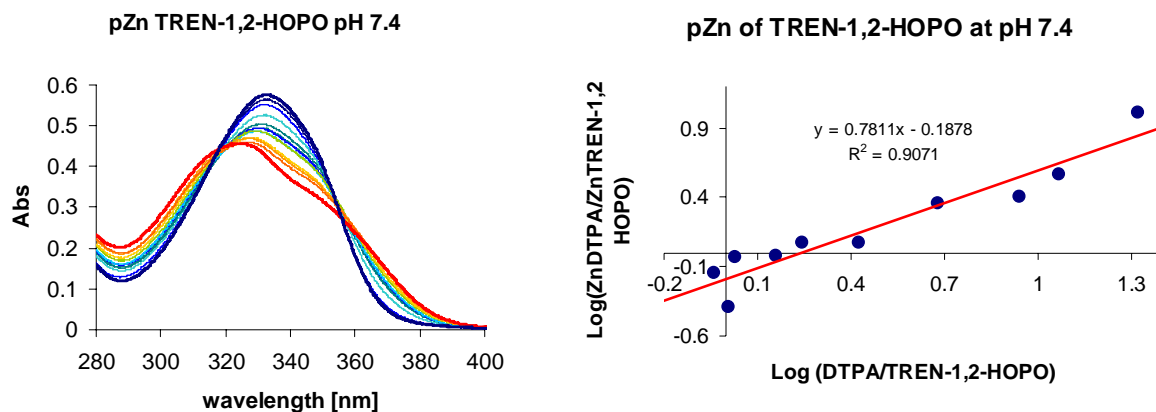 pZn TREN-1,2-HOPO pH 7.4
0.6
0.5
0.4
0.3
0.2
0.1
0
Abs
280 300 320 340 360 380 400
wavelength [nm]
pZn of TREN-1,2-HOPO at pH 7.4
Log(ZnDTPA/ZnTREN-1,2
HOPO)
y = 0.7811x - 0.1878
R² = 0.9071
0.9
0.4
-0.1
-0.6
-0.2 0.1 0.4 0.7 1 1.3
Log (DTPA/TREN-1,2-HOPO)